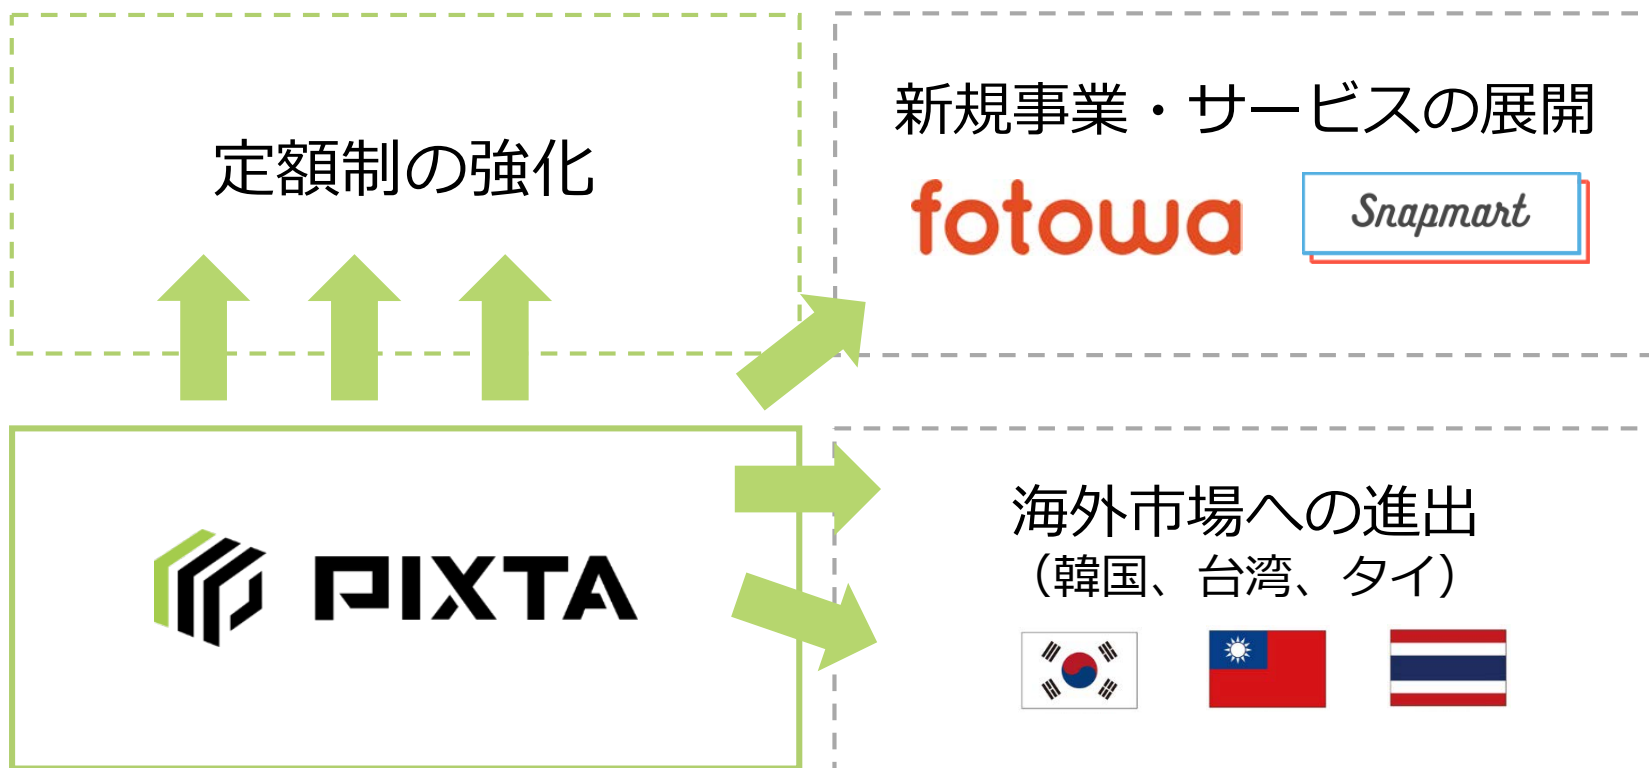 定額制の強化
新規事業・サービスの展開
fotowa
Snapmart
PIXTA
海外市場への進出
（韓国、台湾、タイ）